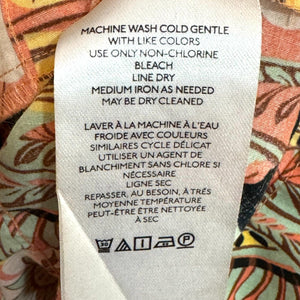 MACHINE WASH COLD GENTLE
WITH LIKE COLORS
USE ONLY NON-CHLORINE
BLEACH
LINE DRY
MEDIUM IRON AS NEEDED
MAY BE DRY CLEANED
LAVER À LA MACHINE À L'EAU
FROIDE AVEC COULEURS
SIMILAIRES CYCLE DÉLICAT
UTILISER UN AGENT DE
BLANCHIMENT SANS CHLORE SI
NÉCESSAIRE
LIGNE SEC
REPASSER, AU BESOIN, À TRÈS
MOYENNE TEMPÉRATURE
PEUT-ÊTRE ÊTRE NETTOYÉE
À SEC